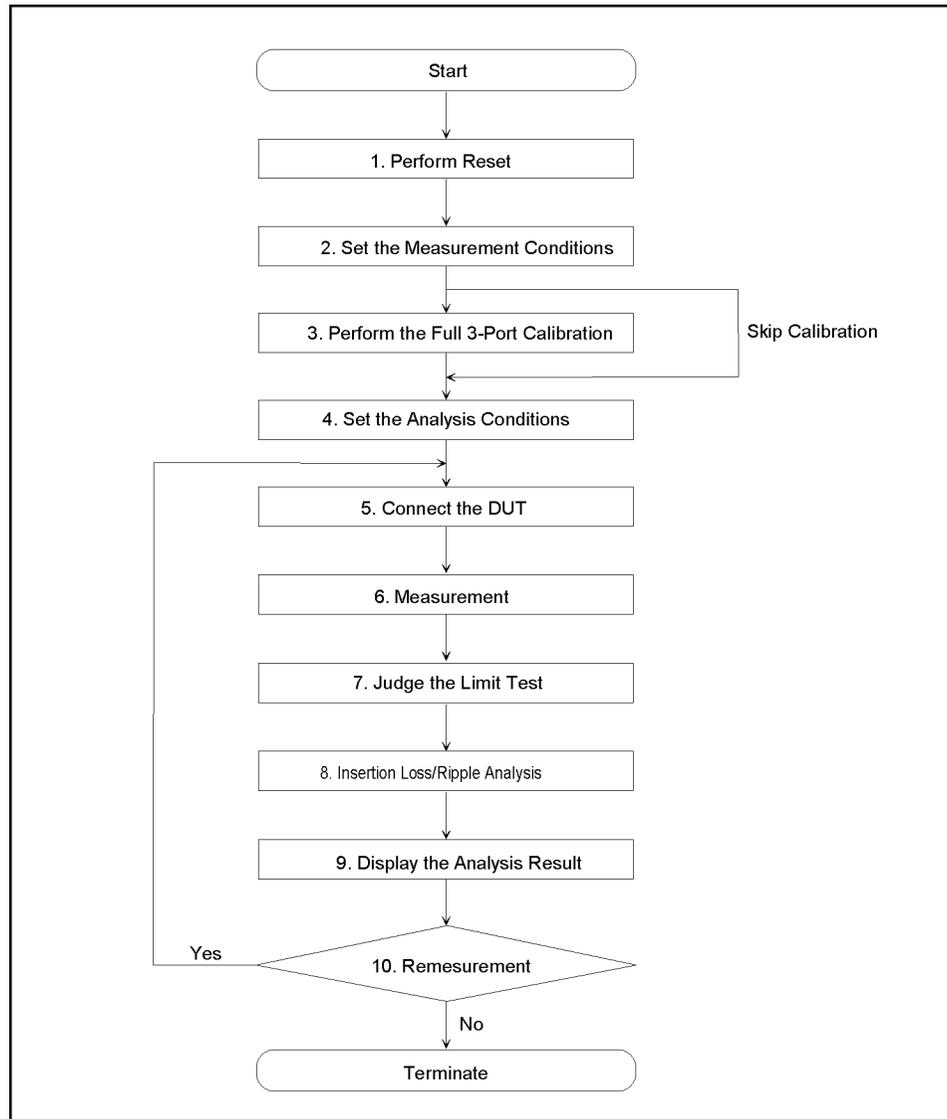 Start
1. Perform Reset
2. Set the Measurement Conditions
3. Perform the Full 3-Port Calibration
Skip Calibration
4. Set the Analysis Conditions
5. Connect the DUT
6. Measurement
7. Judge the Limit Test
8. Insertion Loss/Ripple Analysis
9. Display the Analysis Result
Yes
10. Remesurement
No
Terminate